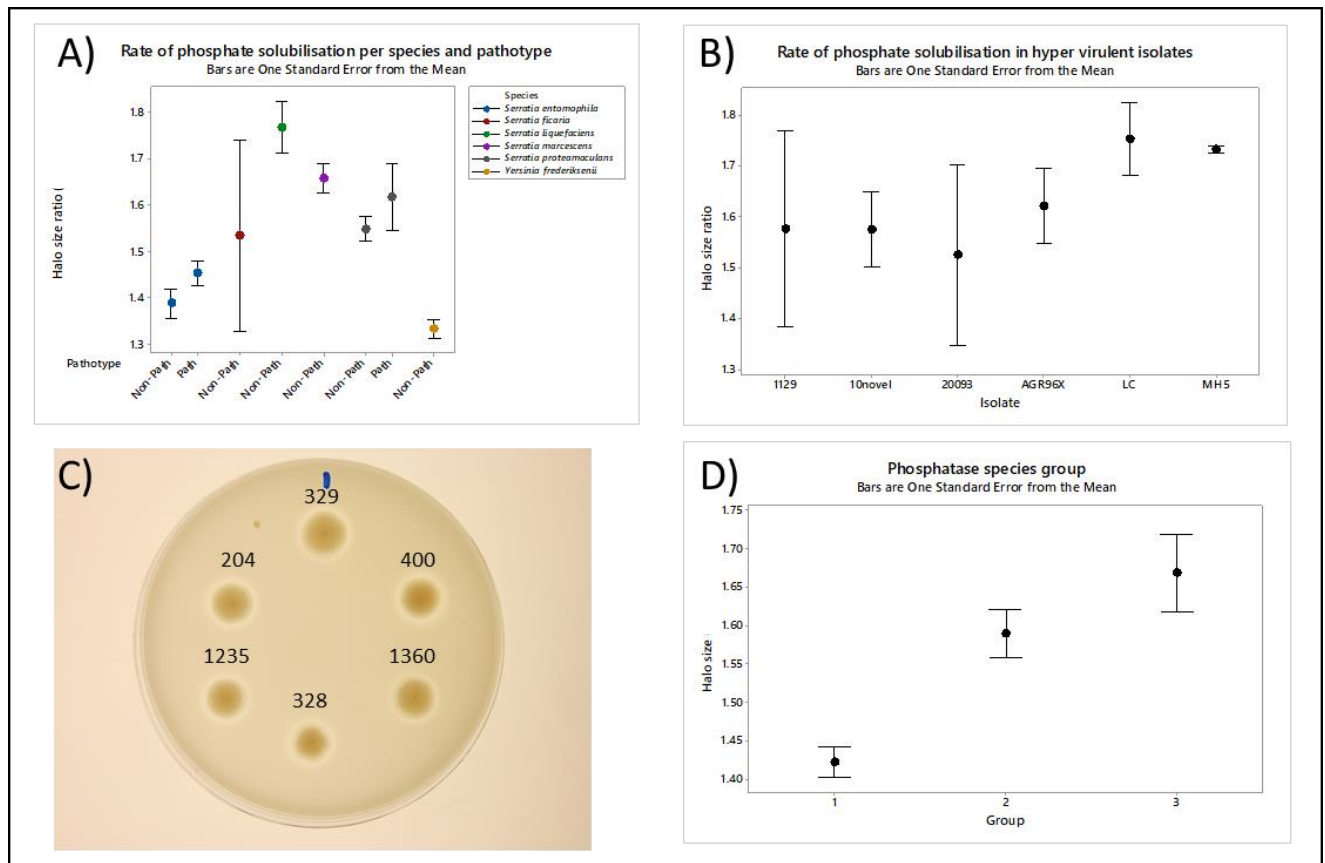 A)
Rate of phosphate solubilisation per species and pathotype
Bars are One Standard Error from the Mean
Halo size ratio (
1.8
1.7
1.6
1.5
1.4
1.3
Pathotype
Non-Path
Path
Non-Path
Non-Path
Non-Path
Non-Path
Path
Non-Path
Species
Serratia entomophila
Serratia ficaria
Serratia liquefaciens
Serratia marcescens
Serratia proteamaculans
Yersinia frederiksenii
B)
Rate of phosphate solubilisation in hyper virulent isolates
Bars are One Standard Error from the Mean
Halo size ratio
1.8
1.7
1.6
1.5
1.4
1.3
1129 10novel 20093 AGR96X LC MH5
Isolate
C)
329
204 400
1235 1360
328
D)
Phosphatase species group
Bars are One Standard Error from the Mean
Halo size
1.75
1.70
1.65
1.60
1.55
1.50
1.45
1.40
1 2 3
Group